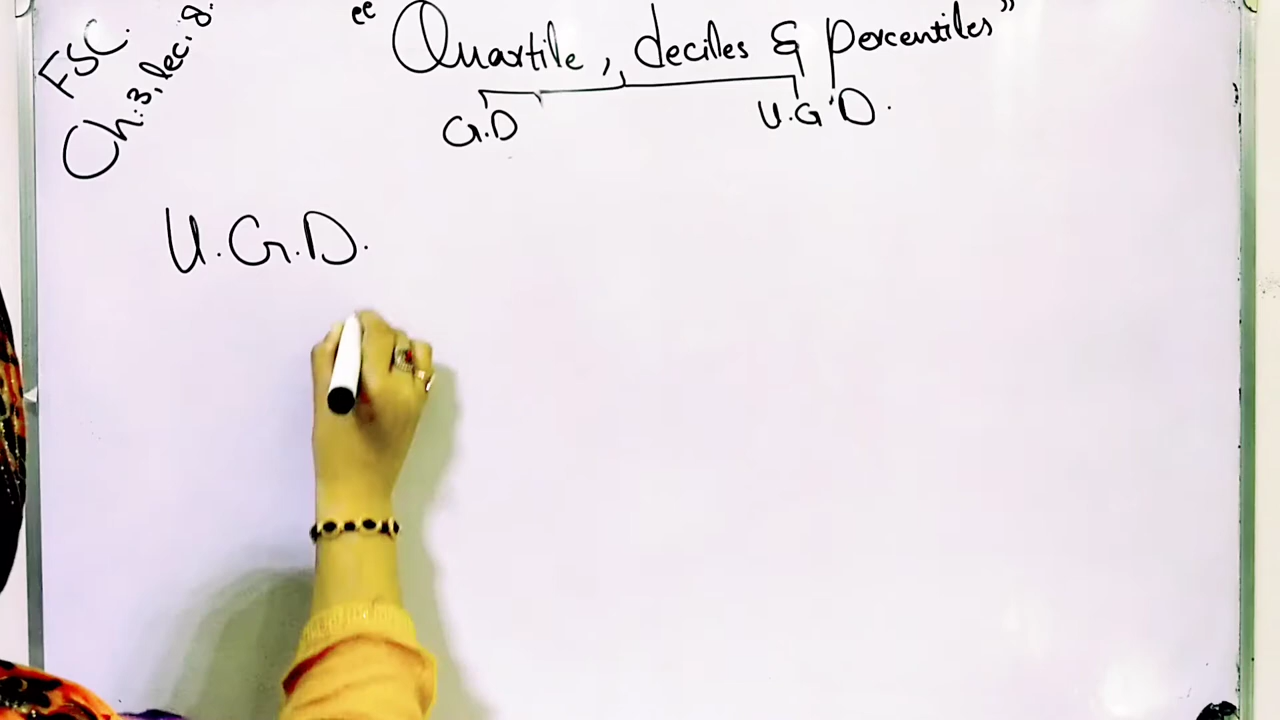 FSC.
Ch:3, Lec:8.
“Quartile, deciles & percentiles”
G.D
U.G.D.
U.G.D.